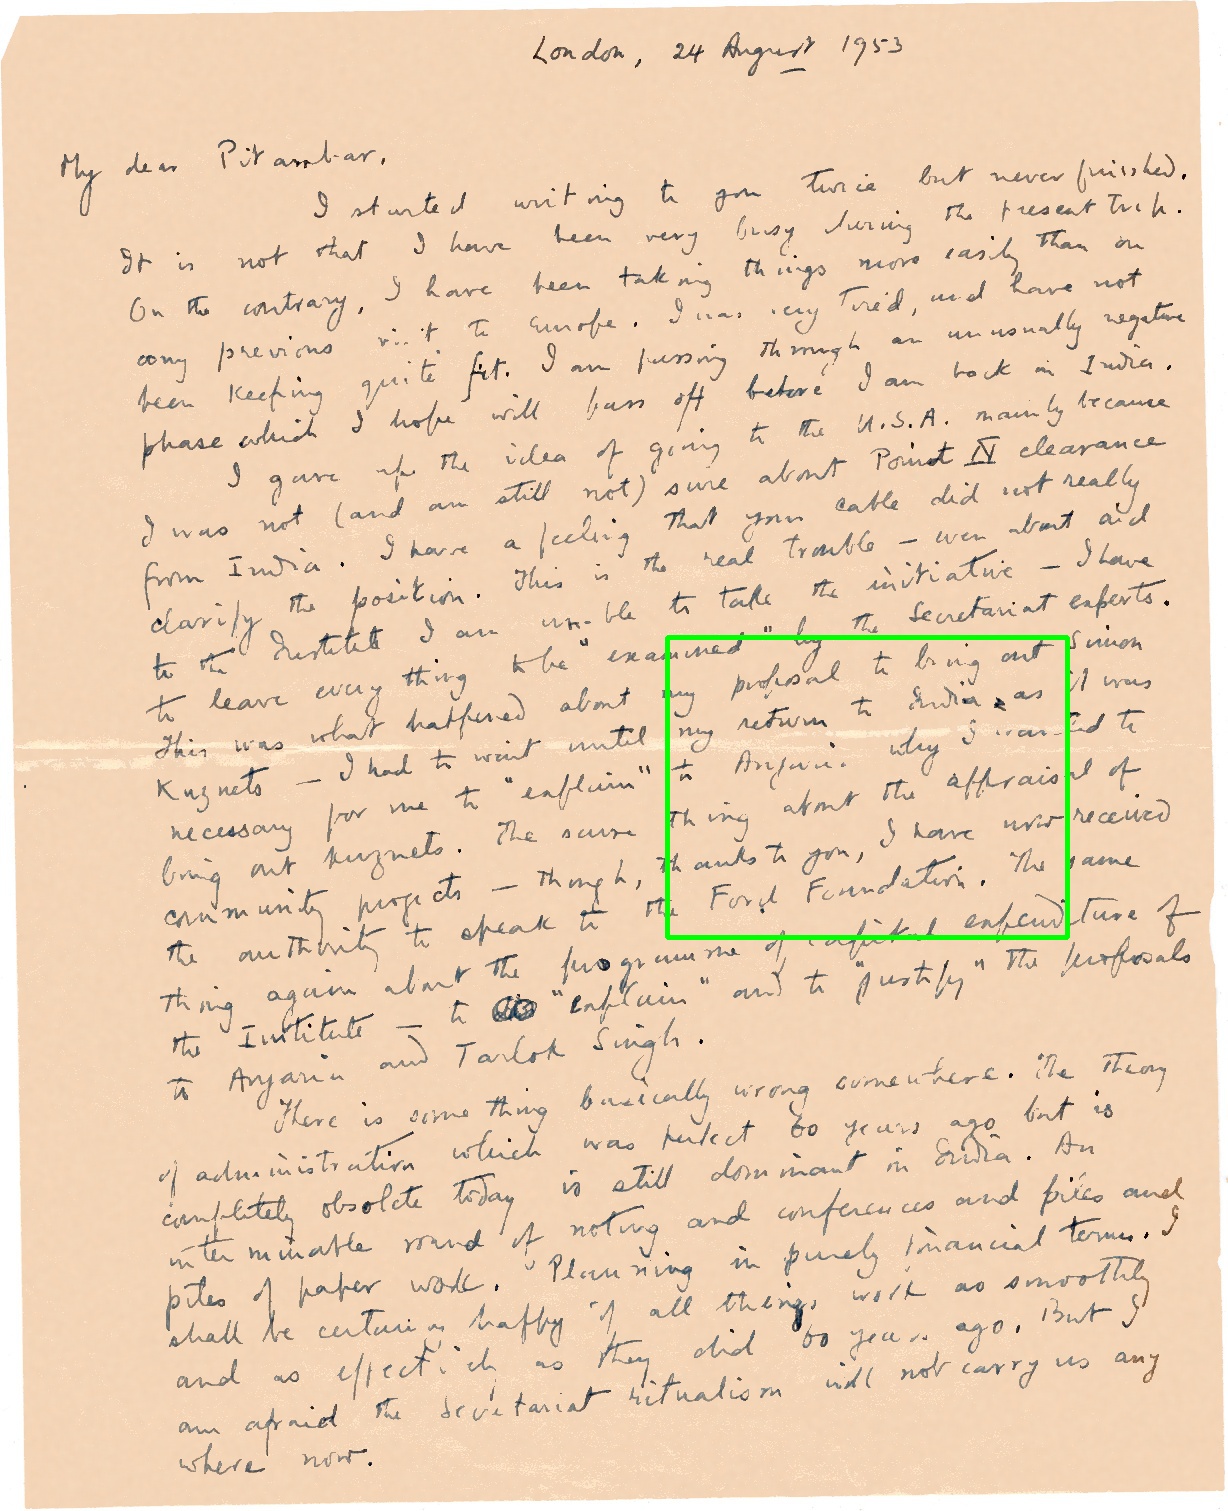 London, 24 August 1953
My dear Pitambar,
I started writing to you twice but never finished.
It is not that I have been very busy during the present trip.
On the contrary, I have been taking things more easily than on
any previous visit to Europe. I was very tired, and have not
been keeping quite fit. I am passing through an unusually negative
phase which I hope will pass off before I am back in India.
I gave up the idea of going to the U.S.A. mainly because
I was not (and am still not) sure about Point IV clearance
from India. I have a feeling that your cable did not really
clarify the position. This is the real trouble – even about aid
to the Institute I am unable to take the initiative – I have
to leave every thing to be "examined" by the Secretariat experts.
This was what happened about my proposal to bring out Simon
Kuznets – I had to wait until my return to India, as it was
necessary for me to "explain" to Anjaria why I wanted to
bring out Kuznets. The same thing about the appraisal of
community projects – though, thanks to you, I have now received
the authority to speak to the Ford Foundation. The same
thing again about the programme of capital expenditure of
the Institute – to "explain" and to "justify" the proposals
to Anjaria and Tarlok Singh.
There is some thing basically wrong somewhere. The theory
of administration which was perfect 60 years ago but is
completely obsolete today is still dominant in India. An
interminable round of noting and conferences and files and
piles of paper work. Planning in purely financial terms. I
shall be certainly happy if all things work as smoothly
and as effectively as they did 60 years ago. But I
am afraid the Secretariat ritualism will not carry us any
where now.